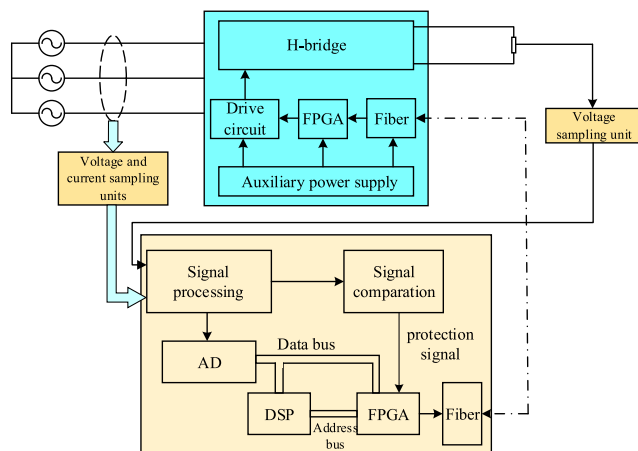 H-bridge
Drive
circuit
FPGA
Fiber
Auxiliary power supply
Voltage
sampling unit
Voltage and
current sampling
units
Signal
processing
Signal
comparation
Data bus
protection
signal
AD
DSP
Address
bus
FPGA
Fiber